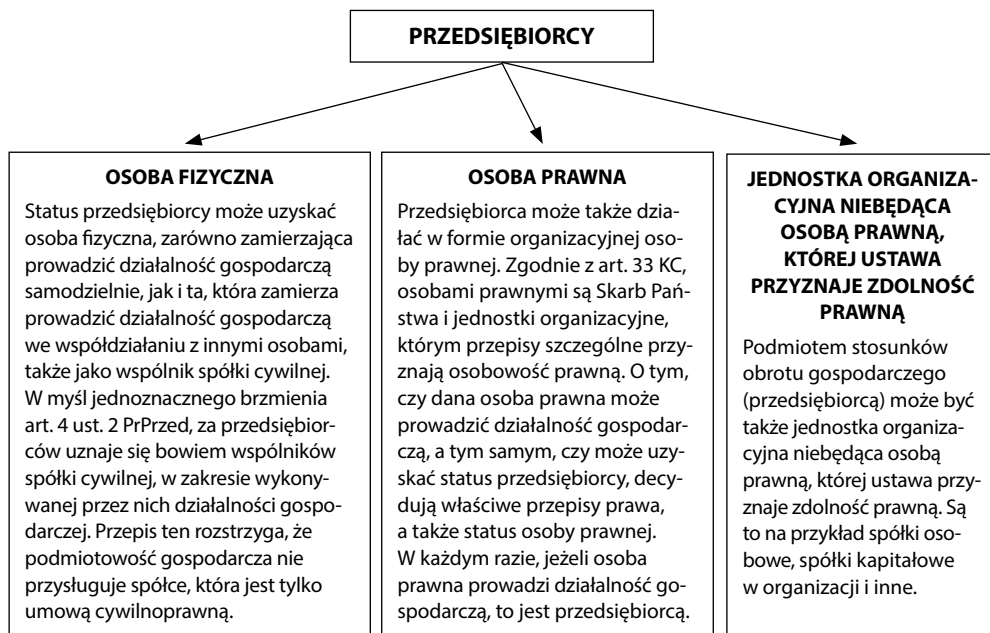 PRZEDSIĘBIORCY
OSOBA FIZYCZNA
Status przedsiębiorcy może uzyskać
osoba fizyczna, zarówno zamierzająca
prowadzić działalność gospodarczą
samodzielnie, jak i ta, która zamierza
prowadzić działalność gospodarczą
we współdziałaniu z innymi osobami,
także jako wspólnik spółki cywilnej.
W myśl jednoznacznego brzmienia
art. 4 ust. 2 PrPrzed, za przedsiębior-
ców uznaje się bowiem wspólników
spółki cywilnej, w zakresie wykony-
wanej przez nich działalności gospo-
darczej. Przepis ten rozstrzyga, że
podmiotowość gospodarcza nie
przysługuje spółce, która jest tylko
umową cywilnoprawną.
OSOBA PRAWNA
Przedsiębiorca może także dzia-
łać w formie organizacyjnej oso-
by prawnej. Zgodnie z art. 33 KC,
osobami prawnymi są Skarb Pań-
stwa i jednostki organizacyjne,
którym przepisy szczególne przy-
znają osobowość prawną. O tym,
czy dana osoba prawna może
prowadzić działalność gospodar-
czą, a tym samym, czy może uzy-
skać status przedsiębiorcy, decy-
dują właściwe przepisy prawa,
a także status osoby prawnej.
W każdym razie, jeżeli osoba
prawna prowadzi działalność go-
spodarczą, to jest przedsiębiorcą.
JEDNOSTKA ORGANIZA-
CYJNA NIEBĘDĄCA
OSOBĄ PRAWNĄ,
KTÓREJ USTAWA
PRZYZNAJE ZDOLNOŚĆ
PRAWNĄ
Podmiotem stosunków
obrotu gospodarczego
(przedsiębiorcą) może być
także jednostka organiza-
cyjna niebędąca osobą
prawną, której ustawa przy-
znaje zdolność prawną. Są
to na przykład spółki oso-
bowe, spółki kapitałowe
w organizacji i inne.